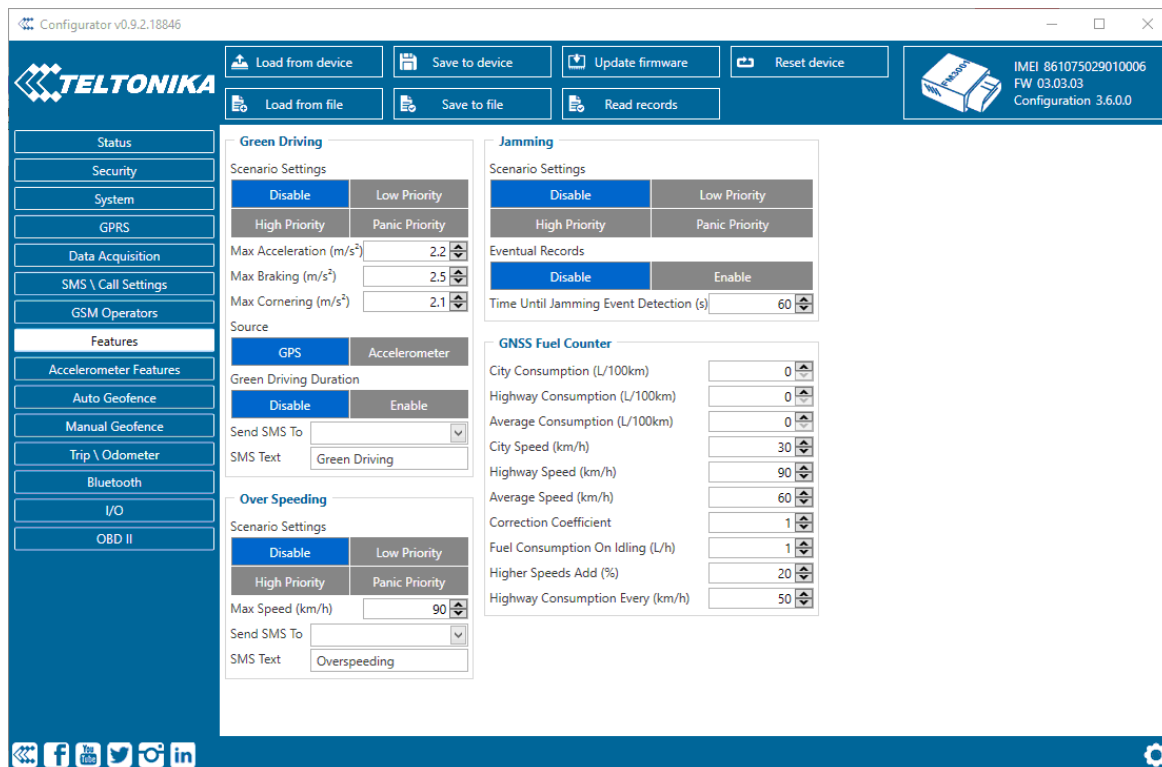 Configurator v0.9.2.18846
TELTONIKA
Load from device
Save to device
Update firmware
Reset device
Load from file
Save to file
Read records
FM3001
IMEI 861075029010006
FW 03.03.03
Configuration 3.6.0.0
Status
Security
System
GPRS
Data Acquisition
SMS \ Call Settings
GSM Operators
Features
Accelerometer Features
Auto Geofence
Manual Geofence
Trip \ Odometer
Bluetooth
I/O
OBD II
Green Driving
Scenario Settings
Disable Low Priority
High Priority Panic Priority
Max Acceleration (m/s²) 2.2
Max Braking (m/s²) 2.5
Max Cornering (m/s²) 2.1
Source
GPS Accelerometer
Green Driving Duration
Disable Enable
Send SMS To
SMS Text Green Driving
Over Speeding
Scenario Settings
Disable Low Priority
High Priority Panic Priority
Max Speed (km/h) 90
Send SMS To
SMS Text Overspeeding
Jamming
Scenario Settings
Disable Low Priority
High Priority Panic Priority
Eventual Records
Disable Enable
Time Until Jamming Event Detection (s) 60
GNSS Fuel Counter
City Consumption (L/100km) 0
Highway Consumption (L/100km) 0
Average Consumption (L/100km) 0
City Speed (km/h) 30
Highway Speed (km/h) 90
Average Speed (km/h) 60
Correction Coefficient 1
Fuel Consumption On Idling (L/h) 1
Higher Speeds Add (%) 20
Highway Consumption Every (km/h) 50
You
Tube
in